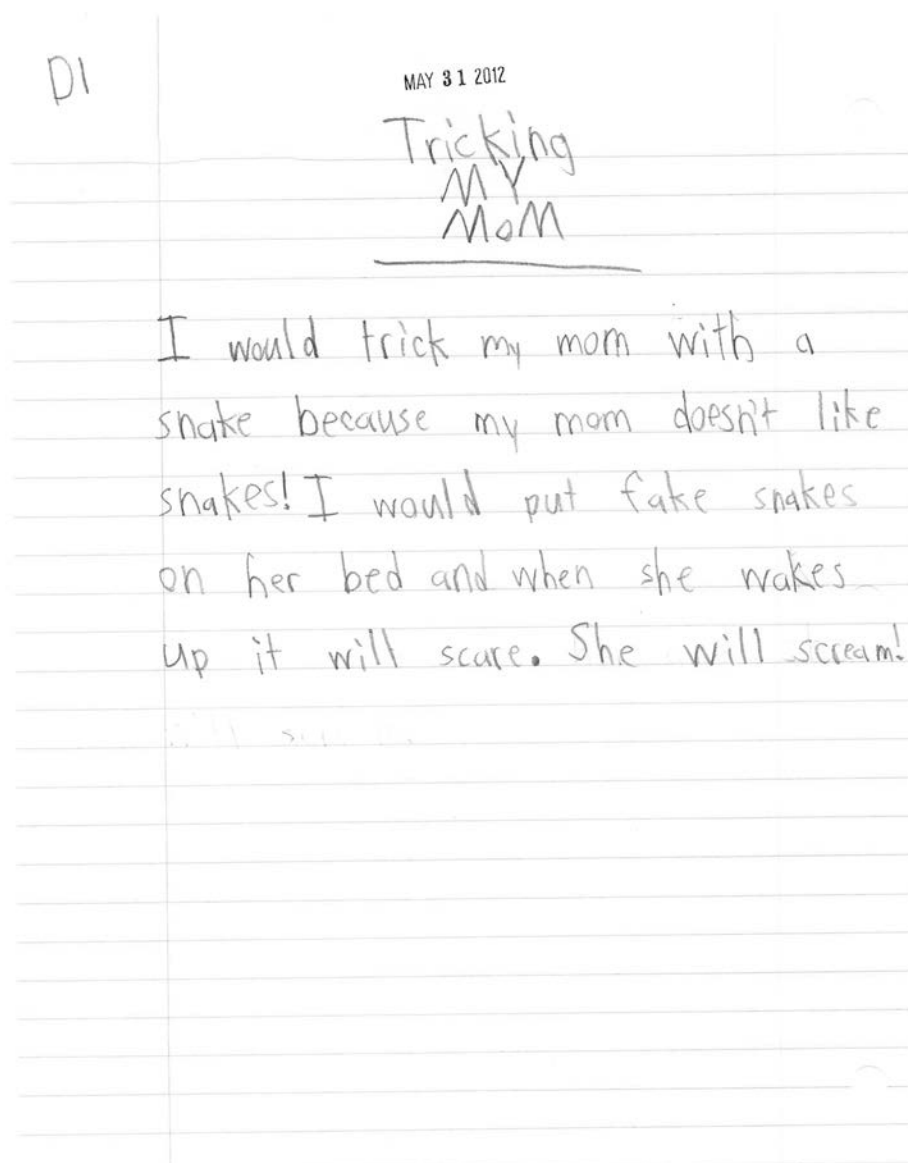 D1
MAY 31 2012
Tricking
MY
MoM
I would trick my mom with a
snake because my mom doesn't like
snakes! I would put fake snakes
on her bed and when she wakes
up it will scare. She will scream!